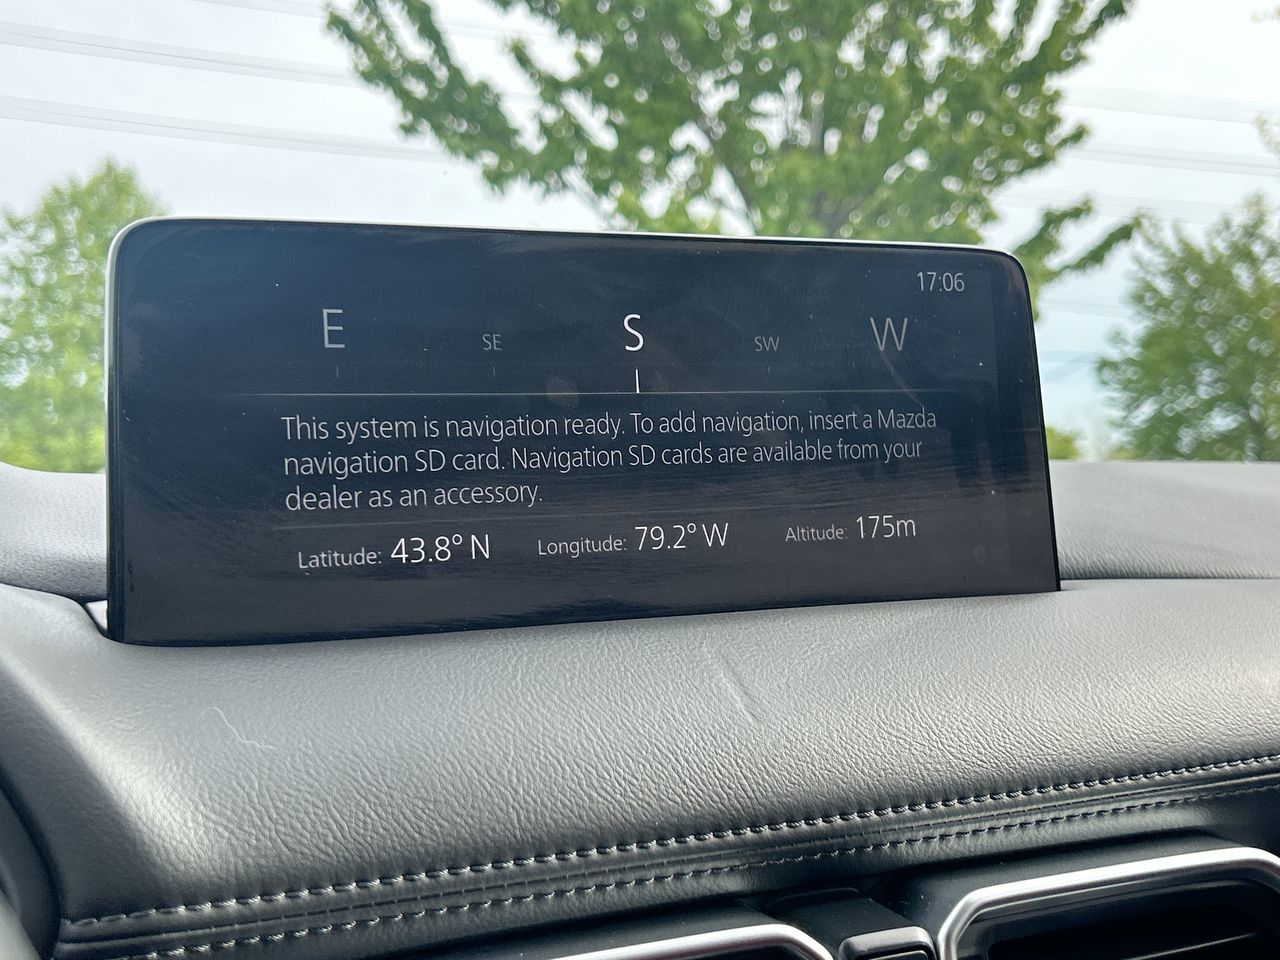 17:06
E SE S SW W
This system is navigation ready. To add navigation, insert a Mazda
navigation SD card. Navigation SD cards are available from your
dealer as an accessory.
Latitude: 43.8° N Longitude: 79.2° W Altitude: 175m